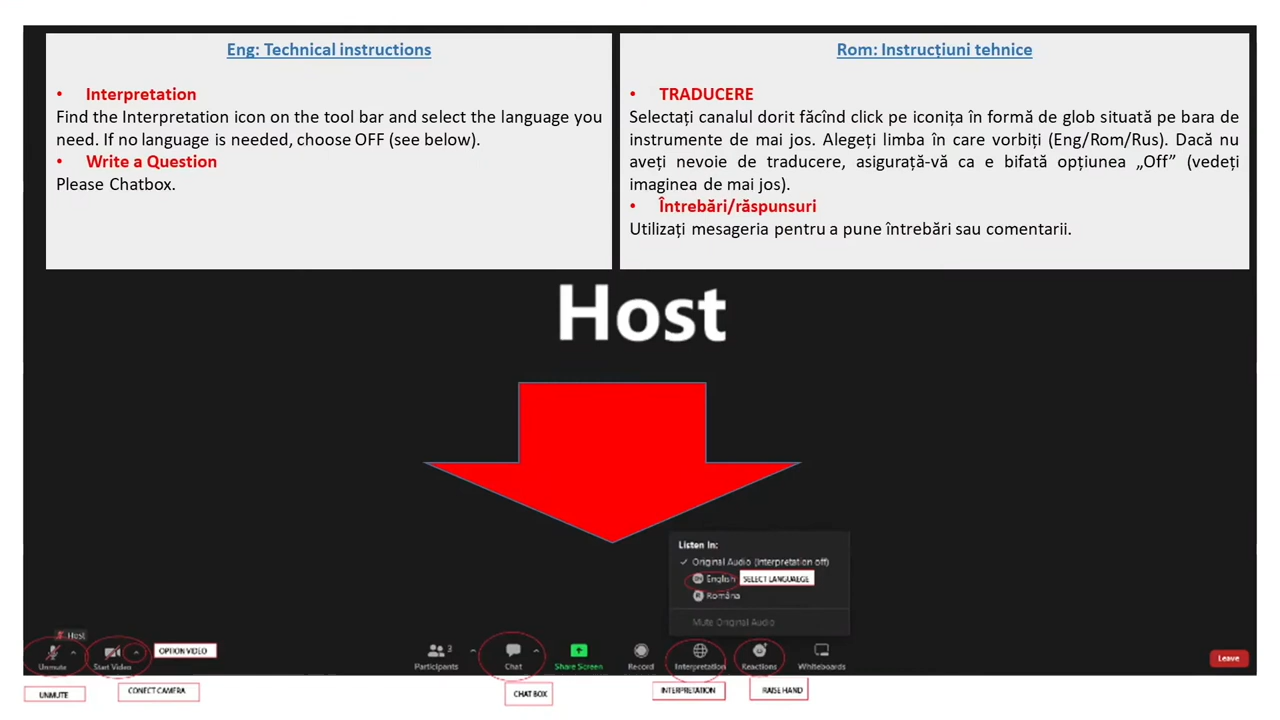 Eng: Technical instructions
• Interpretation
Find the Interpretation icon on the tool bar and select the language you
need. If no language is needed, choose OFF (see below).
• Write a Question
Please Chatbox.
Rom: Instrucțiuni tehnice
• TRADUCERE
Selectați canalul dorit făcînd click pe iconița în formă de glob situată pe bara de
instrumente de mai jos. Alegeți limba în care vorbiți (Eng/Rom/Rus). Dacă nu
aveți nevoie de traducere, asigurață-vă ca e bifată opțiunea „Off” (vedeți
imaginea de mai jos).
• Întrebări/răspunsuri
Utilizați mesageria pentru a pune întrebări sau comentarii.
Host
Listen In:
✓ Original Audio (Interpretation off)
EN English SELECT LANGUAEGE
Româna
Mute Original Audio
Host
Unmute
Start Video
OPTION VIDEO
Participants
3
Chat
Share Screen
Record
Interpretation
Reactions
Whiteboards
Leave
UNMUTE
CONECT CAMERA
CHAT BOX
INTERPRETATION
RAISE HAND